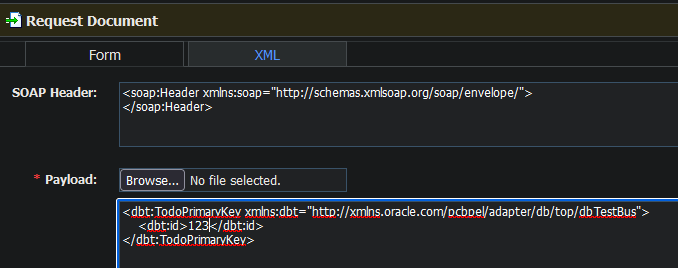 Request Document
Form
XML
SOAP Header:
<soap:Header xmlns:soap="http://schemas.xmlsoap.org/soap/envelope/">
</soap:Header>
* Payload:
Browse... No file selected.
<dbt:TodoPrimaryKey xmlns:dbt="http://xmlns.oracle.com/pcbpel/adapter/db/top/dbTestBus">
<dbt:id>123</dbt:id>
</dbt:TodoPrimaryKey>